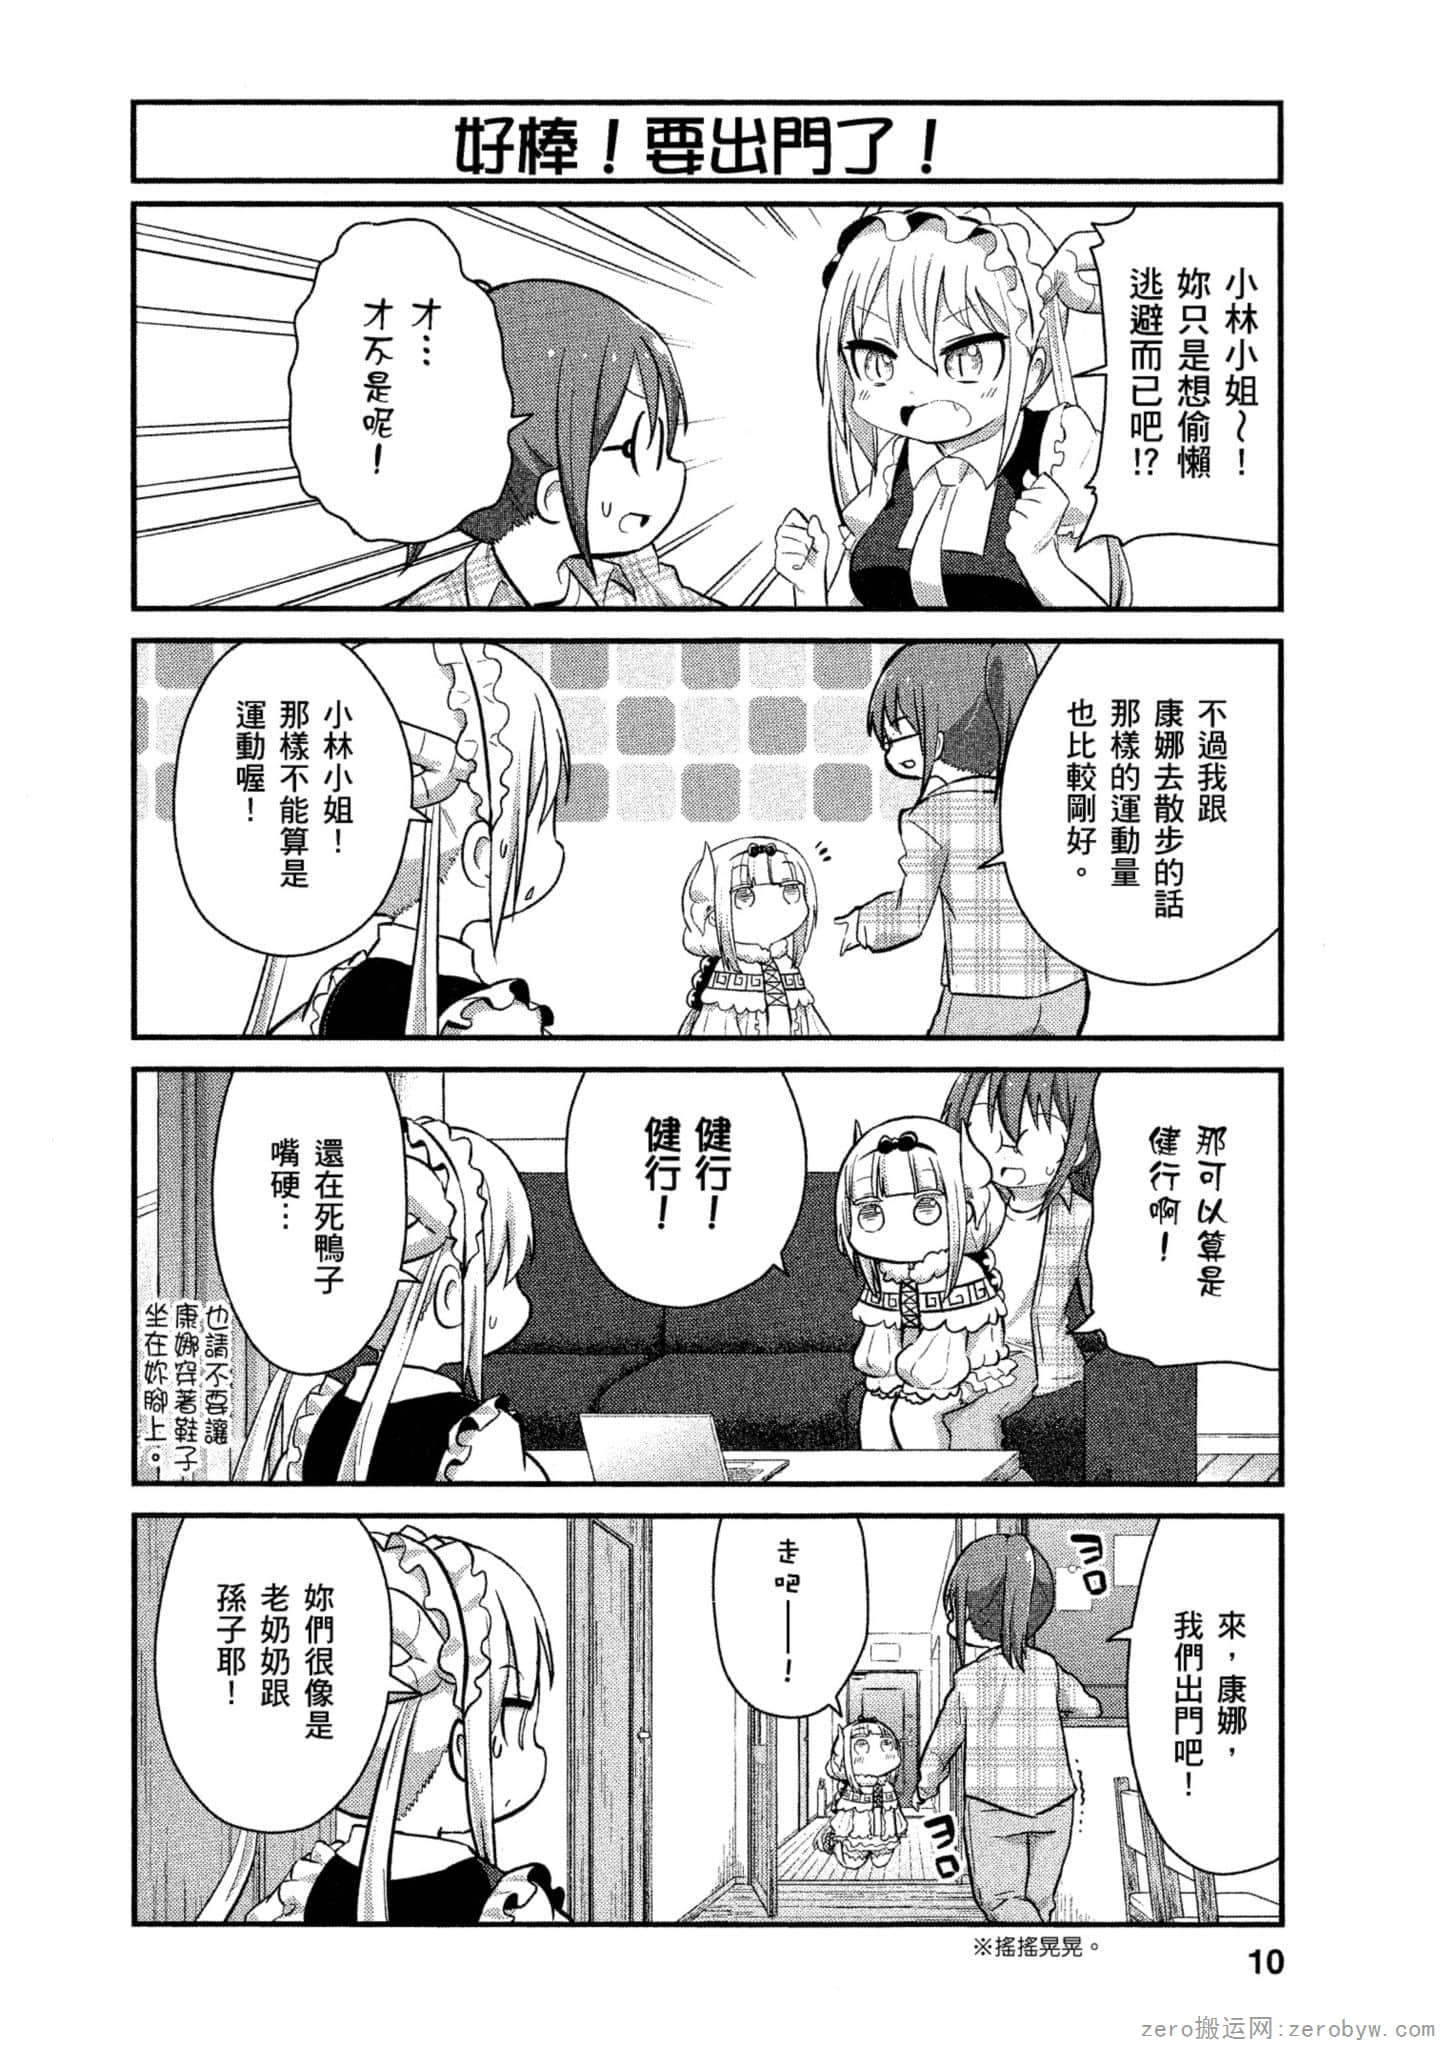 好棒！要出門了！
小林小姐～！
妳只是想偷懶
逃避而已吧!?
才…
才不是呢！
不過我跟
康娜去散步的話
那樣的運動量
也比較剛好。
小林小姐！
那樣不能算是
運動喔！
那可以算是
健行啊！
健行！
健行！
還在死鴨子
嘴硬…
也請不要讓
康娜穿著鞋子
坐在妳腳上。
來，康娜，
我們出門吧！
ヨロ
走吧——！
ヨロ
妳們很像是
老奶奶跟
孫子耶！
※搖搖晃晃。
10
zero搬运网:zerobyw.com